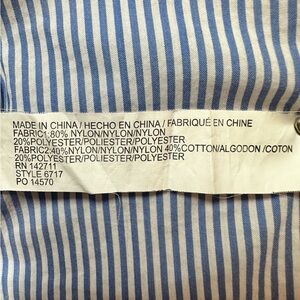 MADE IN CHINA / HECHO EN CHINA / FABRIQUÉ EN CHINE
FABRIC1:80% NYLON/NYLON/NYLON
20%POLYESTER/POLIESTER/POLYESTER
FABRIC2:40%NYLON/NYLON/NYLON 40%COTTON/ALGODON /COTON
20%POLYESTER/POLIESTER/POLYESTER
RN 142711
STYLE 6717
PO 14570